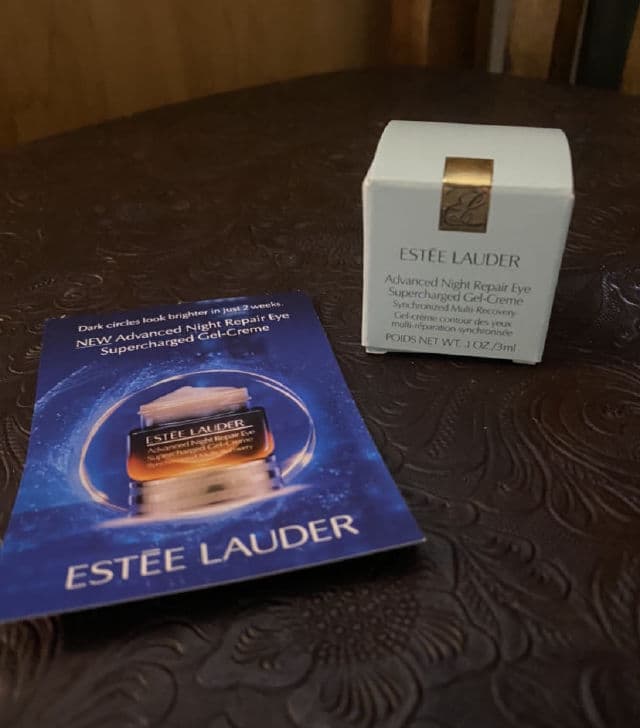 Dark circles look brighter in just 2 weeks.
NEW Advanced Night Repair Eye
Supercharged Gel-Creme
ESTĒE LAUDER
Advanced Night Repair Eye
Supercharged Gel-Creme
ESTĒE LAUDER
ESTĒE LAUDER
Advanced Night Repair Eye
Supercharged Gel-Creme
Synchronized Multi-Recovery
Gel-crème contour des yeux
multi-réparation synchronisée
POIDS NET WT. .1 OZ./3ml